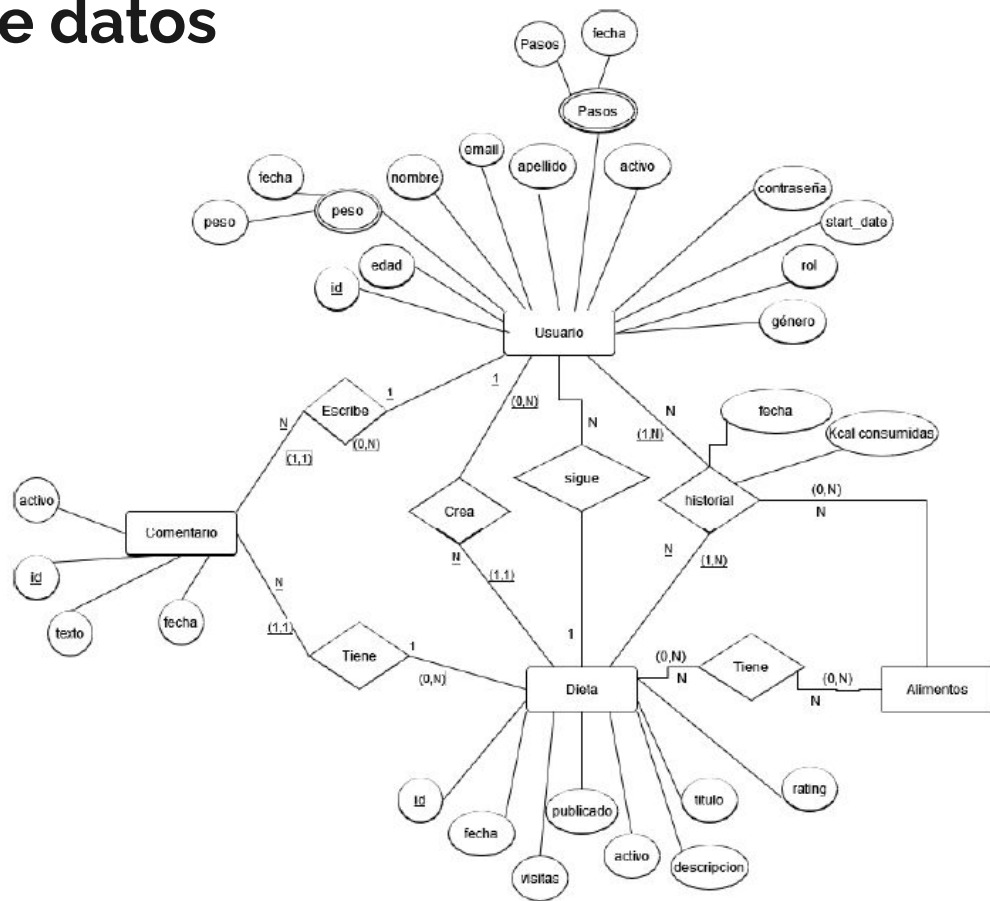 e datos
Pasos
fecha
Pasos
email
apellido
activo
fecha
nombre
contraseña
peso
peso
start_date
edad
rol
id
género
Usuario
1
1
(0,N)
Escribe
N
(0,N)
(1,1)
N
N
(1,N)
fecha
Kcal consumidas
sigue
historial
(0,N)
N
Crea
activo
Comentario
N
(1,1)
N
(1,N)
id
texto
fecha
N
(1,1)
1
Tiene
1
(0,N)
(0,N)
N
Tiene
(0,N)
N
Dieta
Alimentos
id
fecha
visitas
publicado
activo
descripcion
titulo
rating